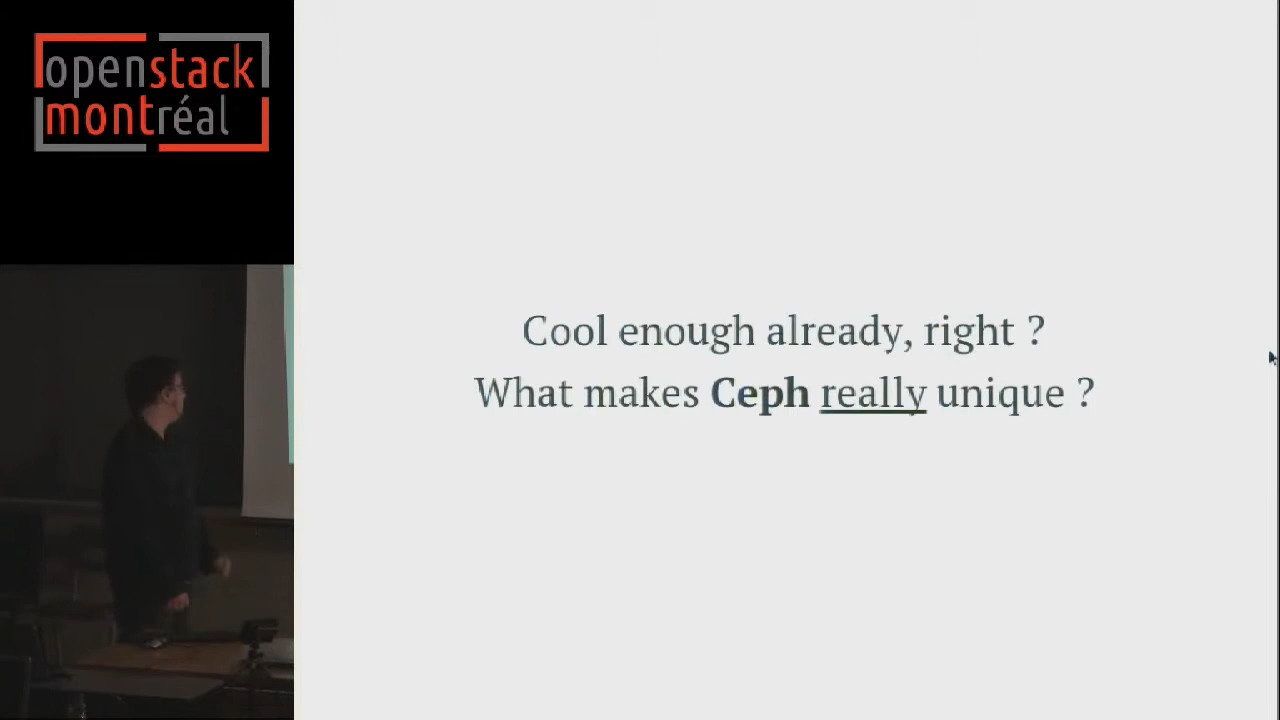 openstack
montréal
Cool enough already, right ?
What makes Ceph really unique ?